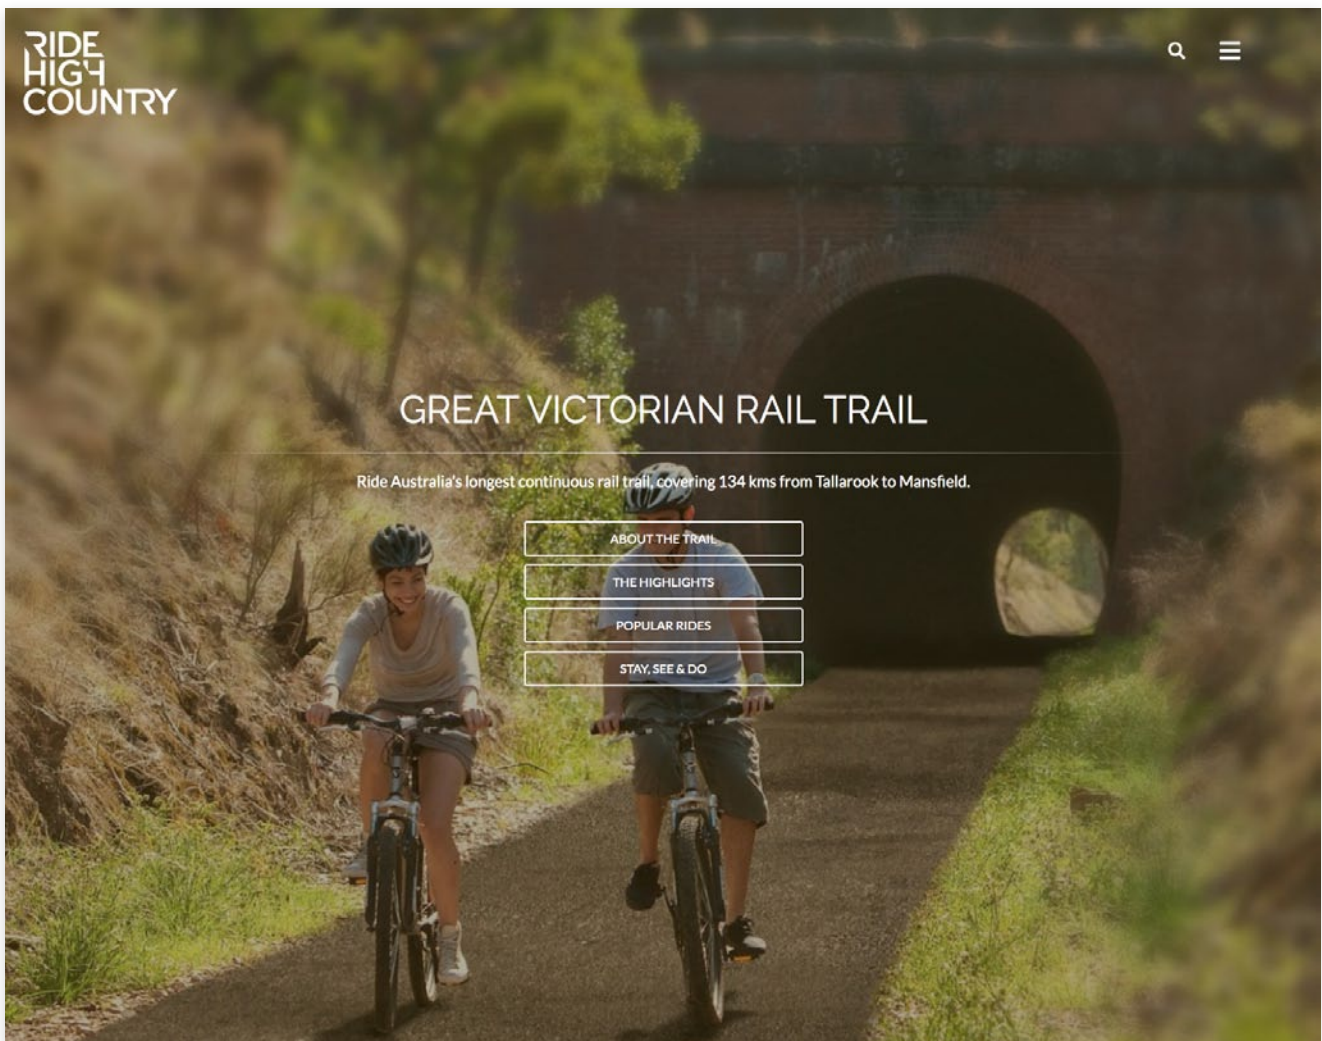 RIDE
HIGH
COUNTRY
GREAT VICTORIAN RAIL TRAIL
Ride Australia's longest continuous rail trail, covering 134 kms from Tallarook to Mansfield.
ABOUT THE TRAIL
THE HIGHLIGHTS
POPULAR RIDES
STAY, SEE & DO